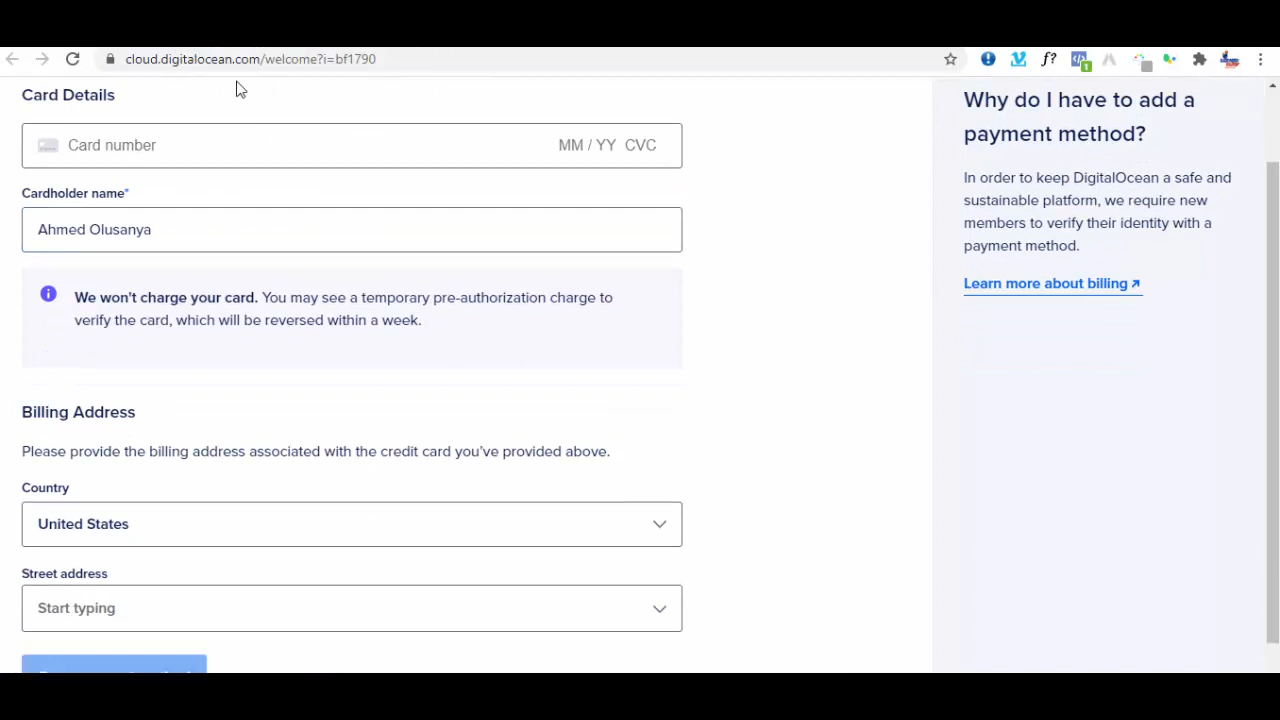 cloud.digitalocean.com/welcome?i=bf1790
f?
1
Card Details
Card number MM / YY CVC
Cardholder name*
Ahmed Olusanya
We won't charge your card. You may see a temporary pre-authorization charge to
verify the card, which will be reversed within a week.
Billing Address
Please provide the billing address associated with the credit card you've provided above.
Country
United States
Street address
Start typing
Why do I have to add a
payment method?
In order to keep DigitalOcean a safe and
sustainable platform, we require new
members to verify their identity with a
payment method.
Learn more about billing